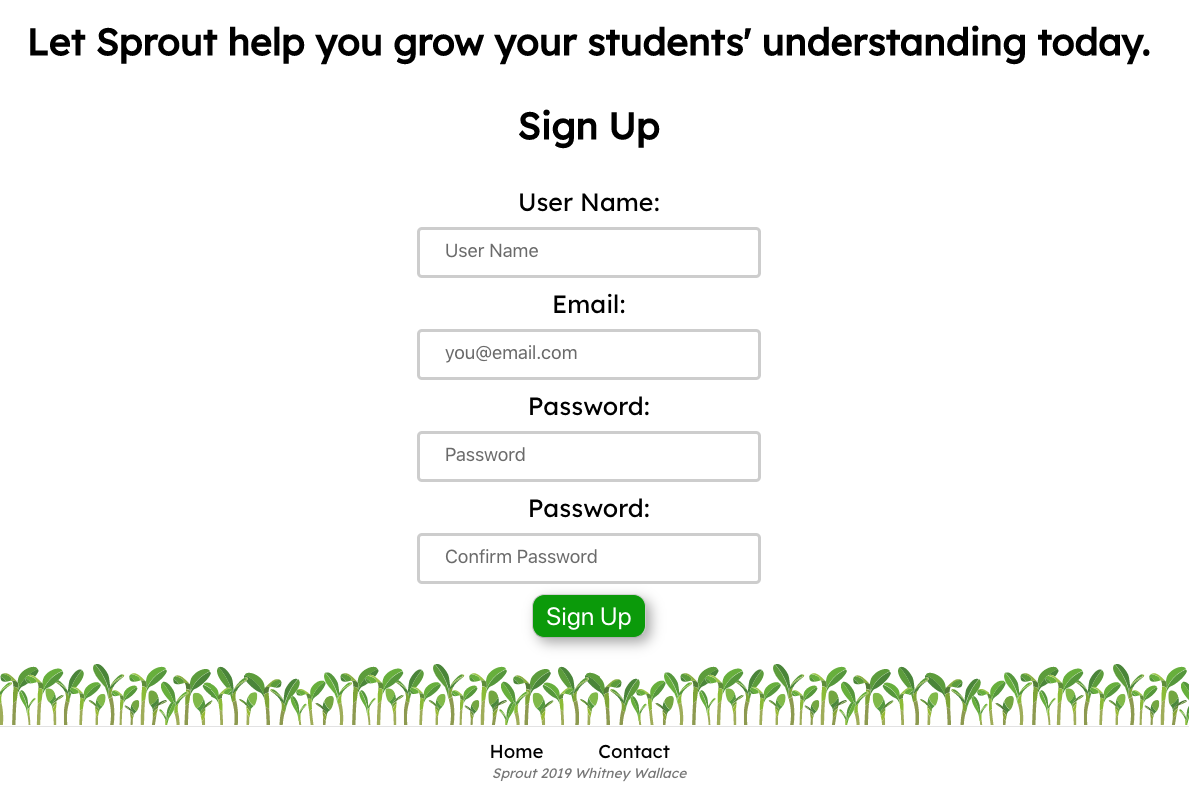 Let Sprout help you grow your students' understanding today.
Sign Up
User Name:
User Name
Email:
you@email.com
Password:
Password
Password:
Confirm Password
Sign Up
Home Contact
Sprout 2019 Whitney Wallace